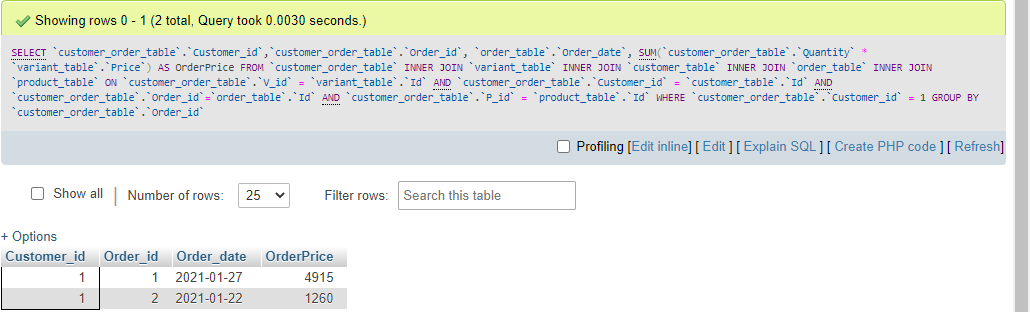 Showing rows 0 - 1 (2 total, Query took 0.0030 seconds.)
SELECT `customer_order_table`.`Customer_id`,`customer_order_table`.`Order_id`, `order_table`.`Order_date`, SUM(`customer_order_table`.`Quantity` *
`variant_table`.`Price`) AS OrderPrice FROM `customer_order_table` INNER JOIN `variant_table` INNER JOIN `customer_table` INNER JOIN `order_table` INNER JOIN
`product_table` ON `customer_order_table`.`V_id` = `variant_table`.`Id` AND `customer_order_table`.`Customer_id` = `customer_table`.`Id` AND
`customer_order_table`.`Order_id`=`order_table`.`Id` AND `customer_order_table`.`P_id` = `product_table`.`Id` WHERE `customer_order_table`.`Customer_id` = 1 GROUP BY
`customer_order_table`.`Order_id`
Profiling [Edit inline] [ Edit ] [ Explain SQL ] [ Create PHP code ] [ Refresh]
Show all | Number of rows: 25 Filter rows: Search this table
+ Options
Customer_id Order_id Order_date OrderPrice
1 1 2021-01-27 4915
1 2 2021-01-22 1260